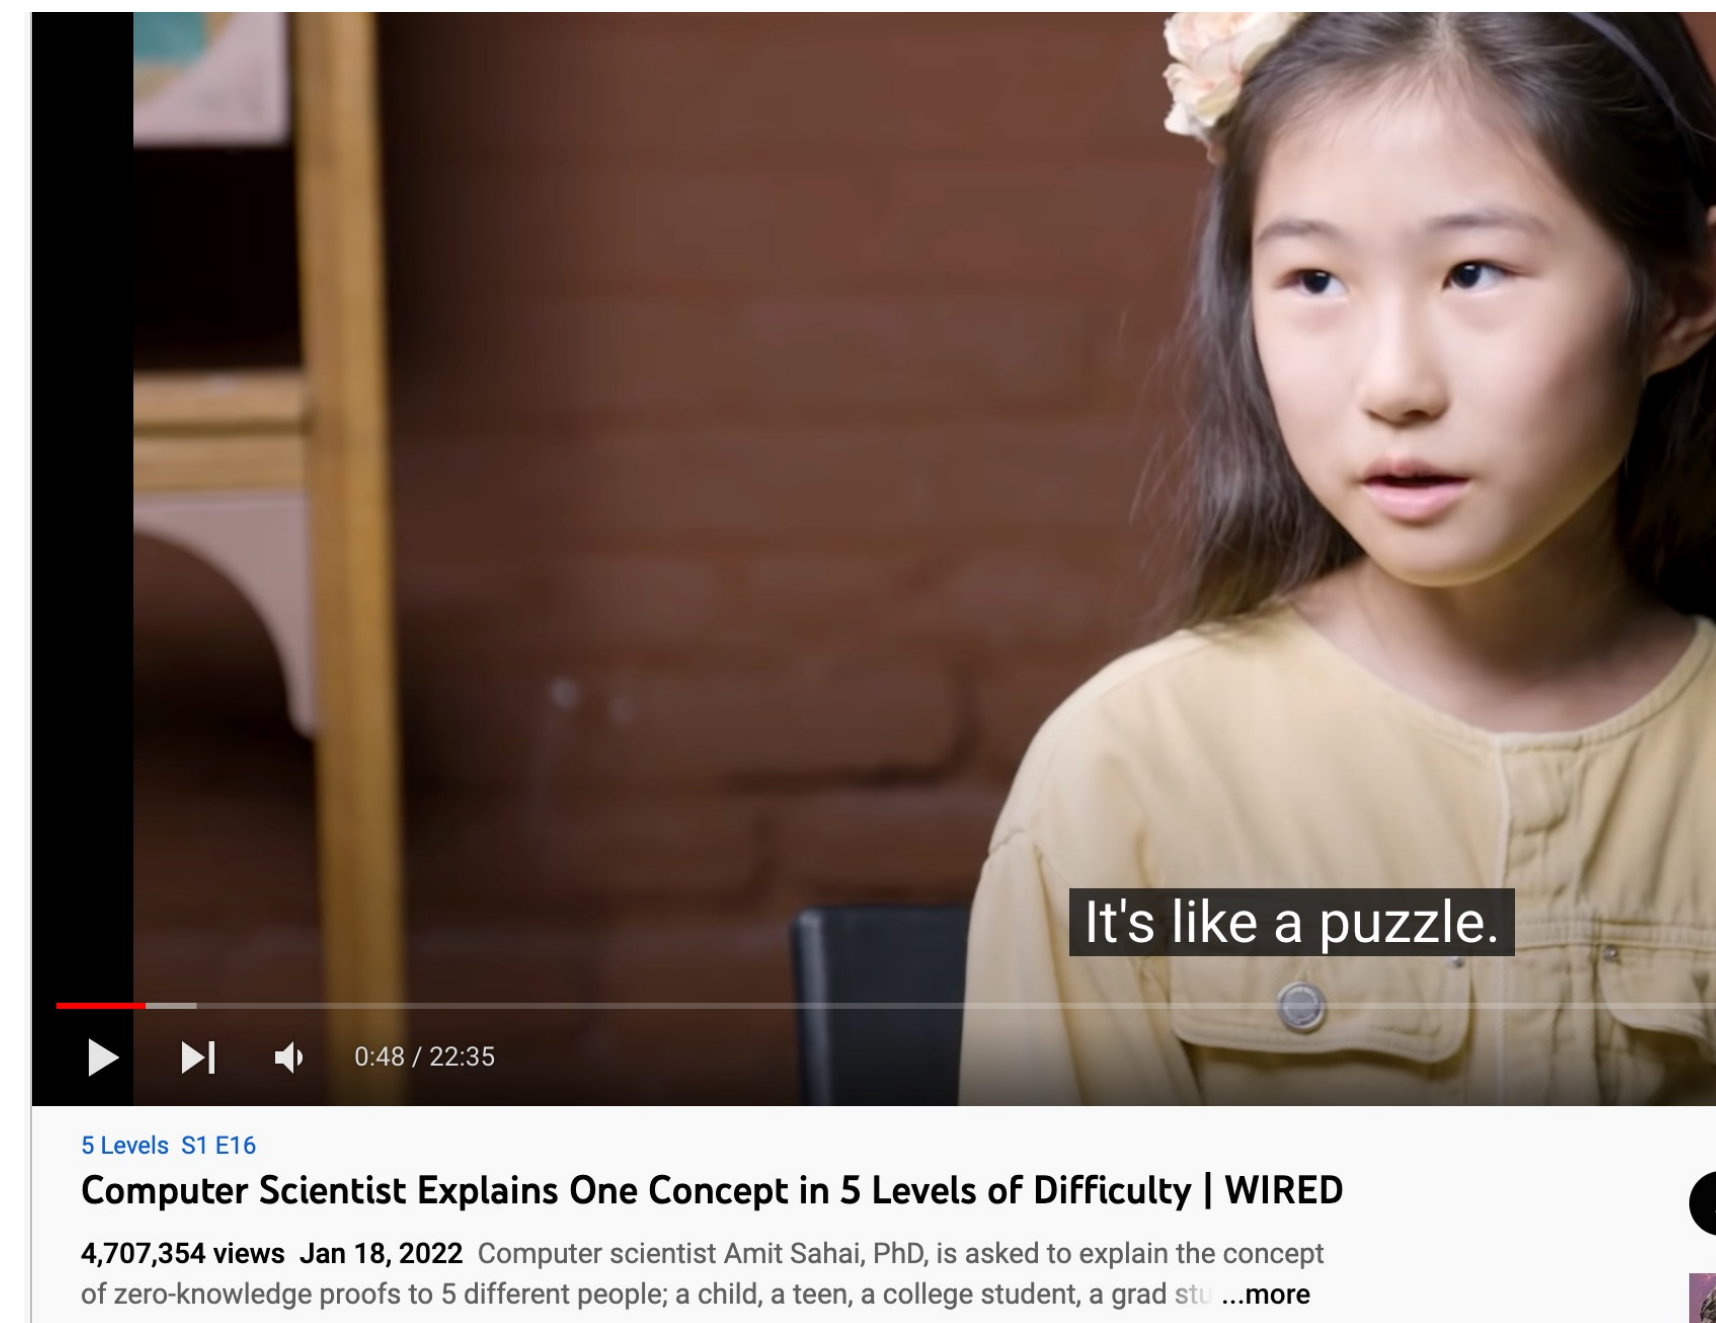 It's like a puzzle.
0:48 / 22:35
5 Levels S1 E16
Computer Scientist Explains One Concept in 5 Levels of Difficulty | WIRED
4,707,354 views Jan 18, 2022 Computer scientist Amit Sahai, PhD, is asked to explain the concept
of zero-knowledge proofs to 5 different people; a child, a teen, a college student, a grad stu ...more